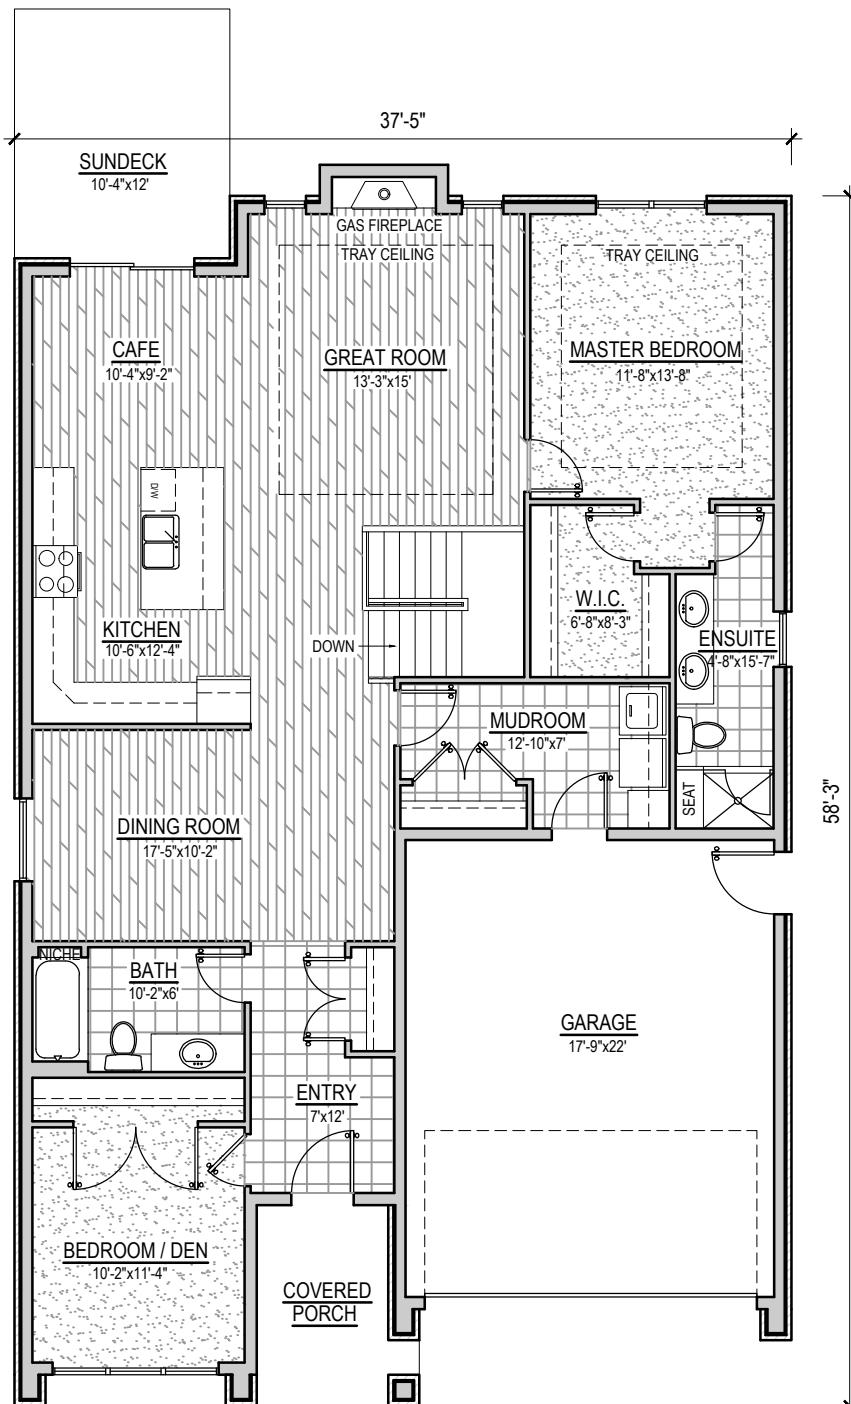 37'-5"
SUNDECK
10'-4"x12'
GAS FIREPLACE
TRAY CEILING
TRAY CEILING
CAFE
10'-4"x9'-2"
GREAT ROOM
13'-3"x15'
MASTER BEDROOM
11'-8"x13'-8"
D/W
KITCHEN
10'-6"x12'-4"
DOWN
W.I.C.
6'-8"x8'-3"
ENSUITE
4'-8"x15'-7"
MUDROOM
12'-10"x7'
SEAT
58'-3"
DINING ROOM
17'-5"x10'-2"
NICHE
BATH
10'-2"x6'
GARAGE
17'-9"x22'
ENTRY
7'x12'
BEDROOM / DEN
10'-2"x11'-4"
COVERED
PORCH